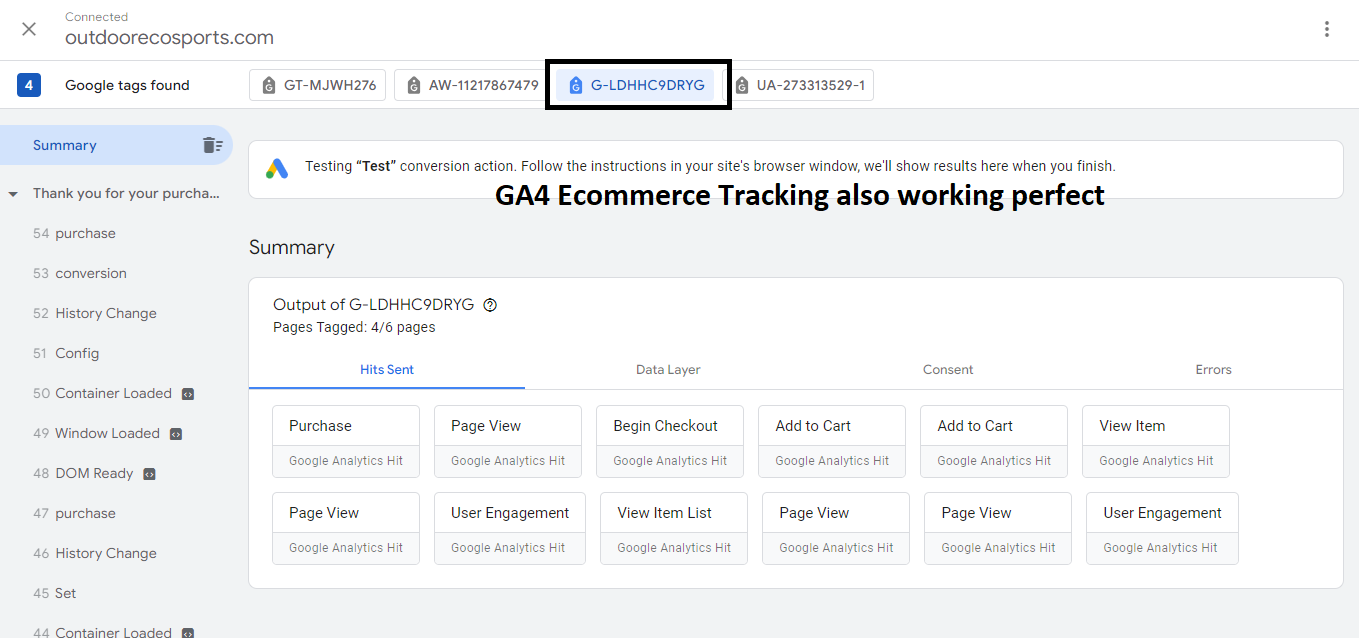 Connected
outdoorecosports.com
4 Google tags found GT-MJWH276 AW-11217867479 G-LDHHC9DRYG UA-273313529-1
Summary
Thank you for your purcha...
54 purchase
53 conversion
52 History Change
51 Config
50 Container Loaded
49 Window Loaded
48 DOM Ready
47 purchase
46 History Change
45 Set
44 Container Loaded
Testing “Test” conversion action. Follow the instructions in your site's browser window, we'll show results here when you finish.
GA4 Ecommerce Tracking also working perfect
Summary
Output of G-LDHHC9DRYG
Pages Tagged: 4/6 pages
Hits Sent Data Layer Consent Errors
Purchase Page View Begin Checkout Add to Cart Add to Cart View Item
Google Analytics Hit Google Analytics Hit Google Analytics Hit Google Analytics Hit Google Analytics Hit Google Analytics Hit
Page View User Engagement View Item List Page View Page View User Engagement
Google Analytics Hit Google Analytics Hit Google Analytics Hit Google Analytics Hit Google Analytics Hit Google Analytics Hit